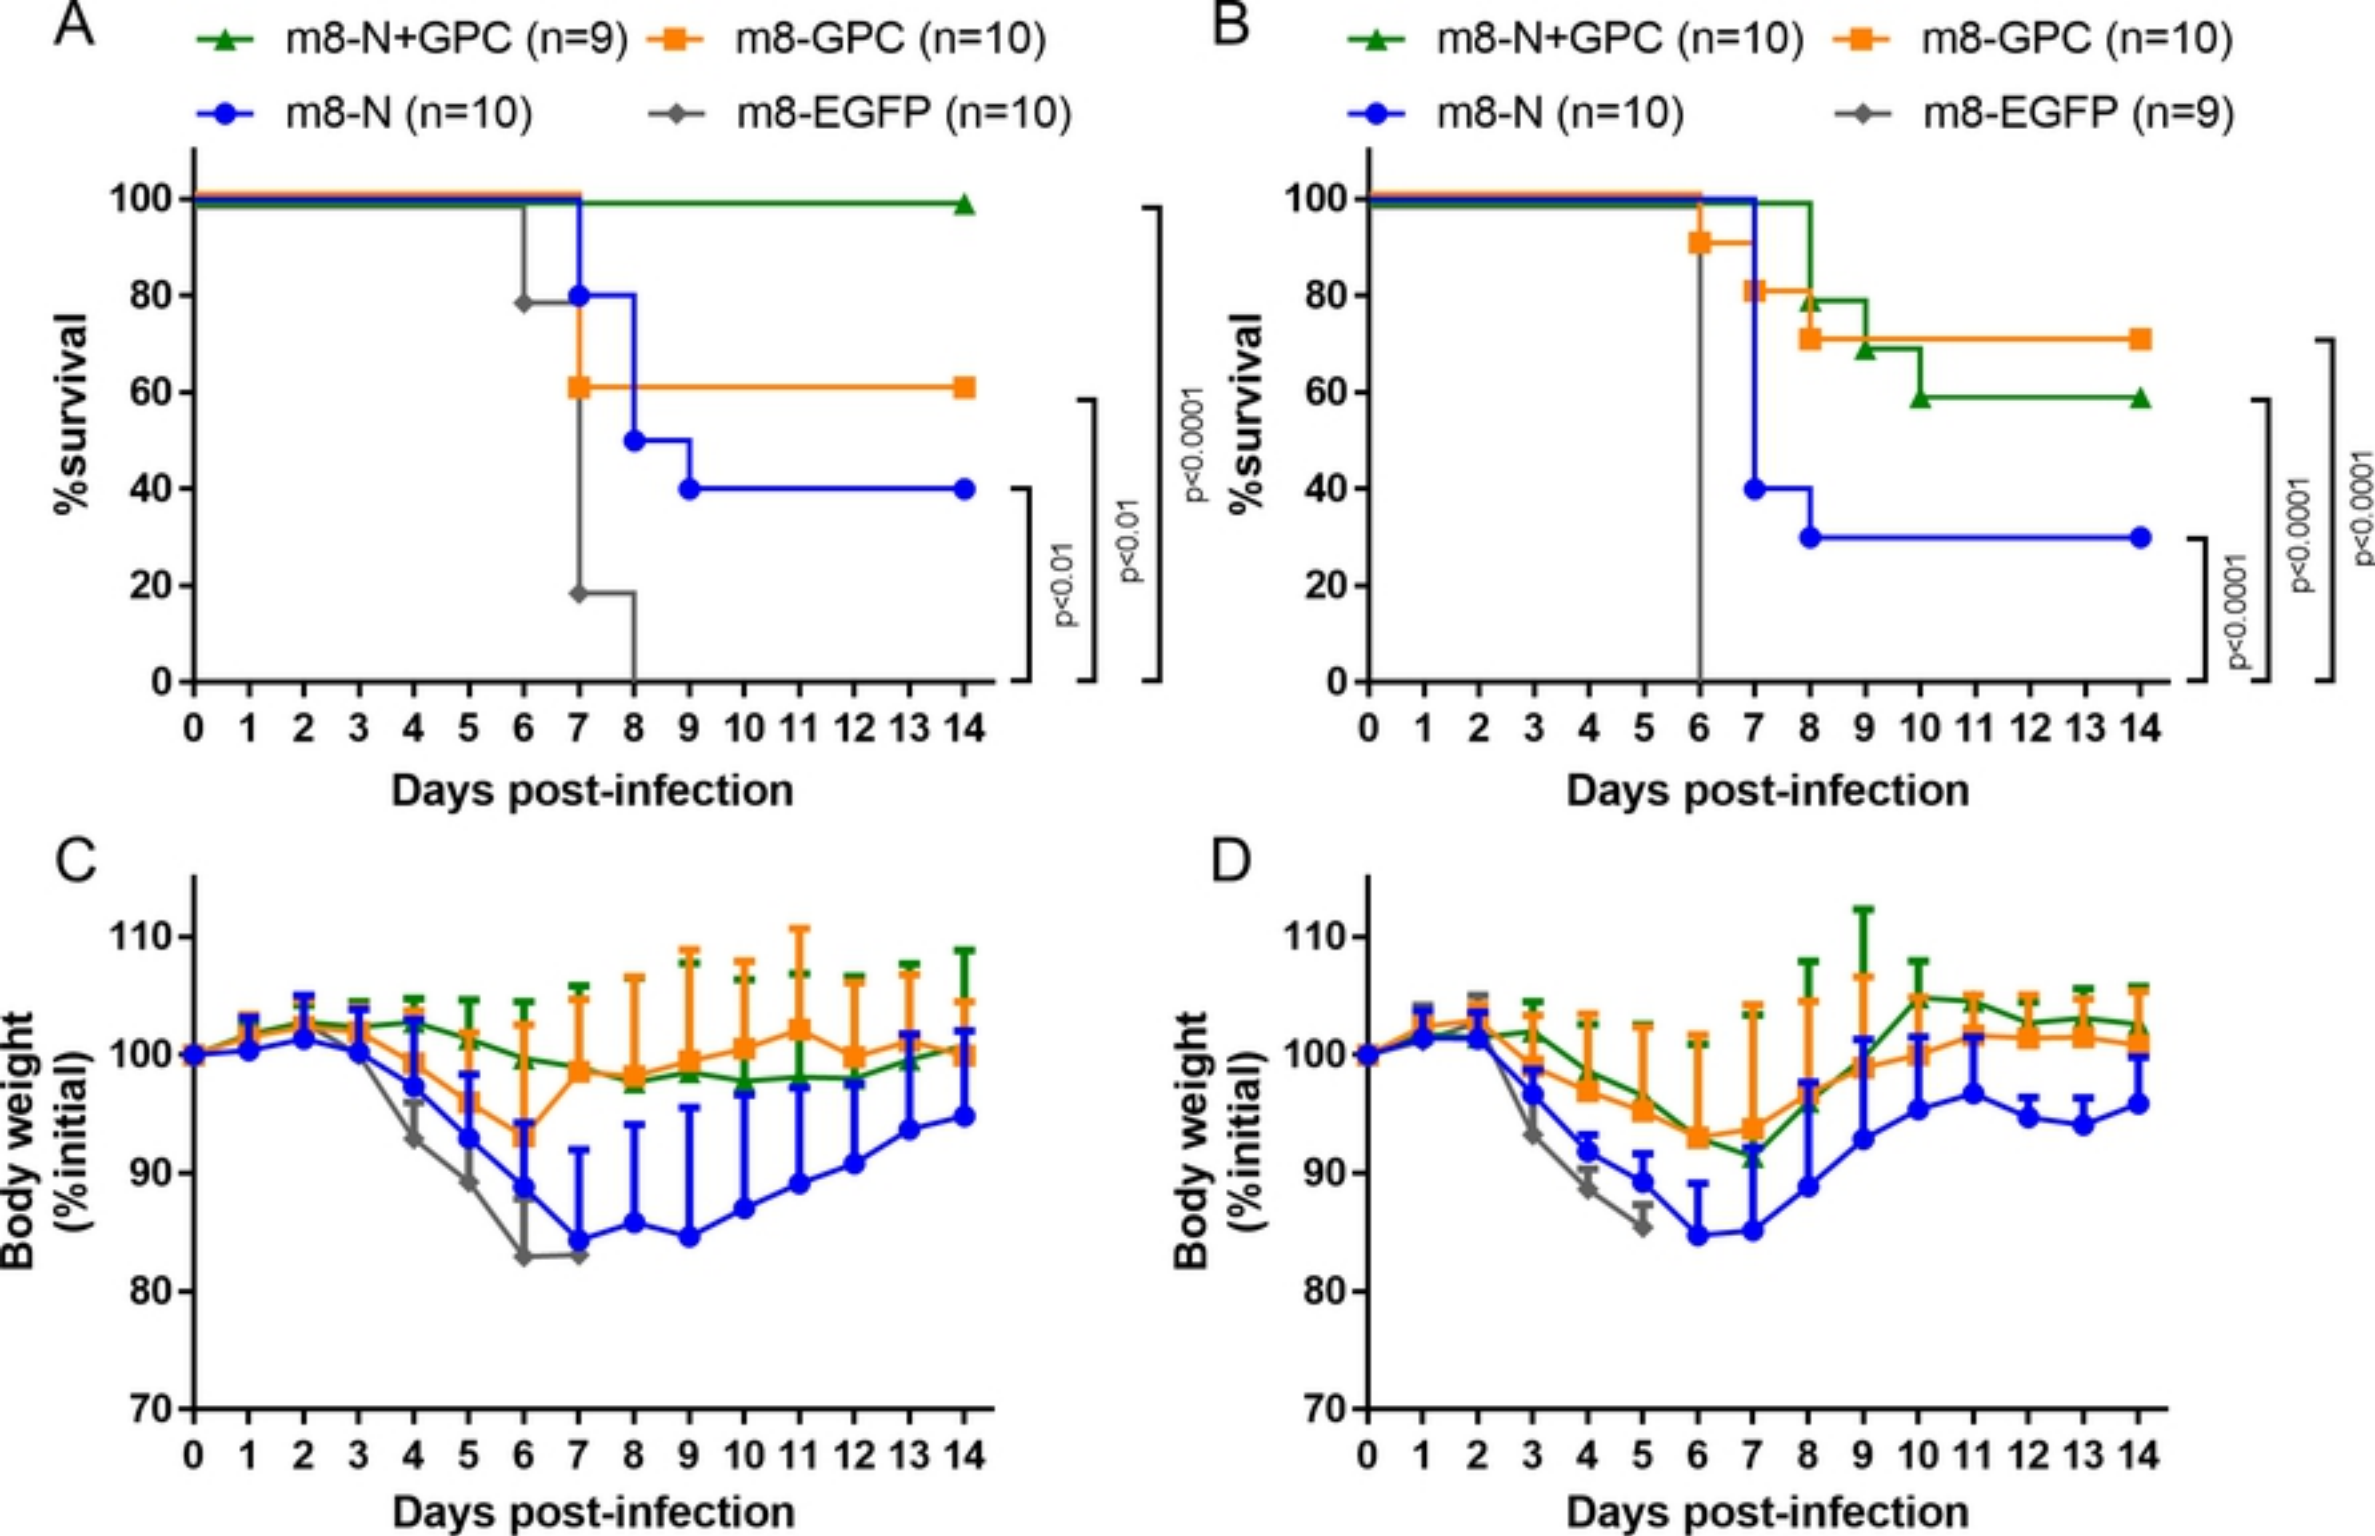 A
m8-N+GPC (n=9)
m8-GPC (n=10)
m8-N (n=10)
m8-EGFP (n=10)
100
80
60
40
20
0
%survival
0 1 2 3 4 5 6 7 8 9 10 11 12 13 14
Days post-infection
p<0.01
p<0.01
p<0.0001
B
m8-N+GPC (n=10)
m8-GPC (n=10)
m8-N (n=10)
m8-EGFP (n=9)
100
80
60
40
20
0
%survival
0 1 2 3 4 5 6 7 8 9 10 11 12 13 14
Days post-infection
p<0.0001
p<0.0001
p<0.0001
C
110
100
90
80
70
Body weight
(%initial)
0 1 2 3 4 5 6 7 8 9 10 11 12 13 14
Days post-infection
D
110
100
90
80
70
Body weight
(%initial)
0 1 2 3 4 5 6 7 8 9 10 11 12 13 14
Days post-infection